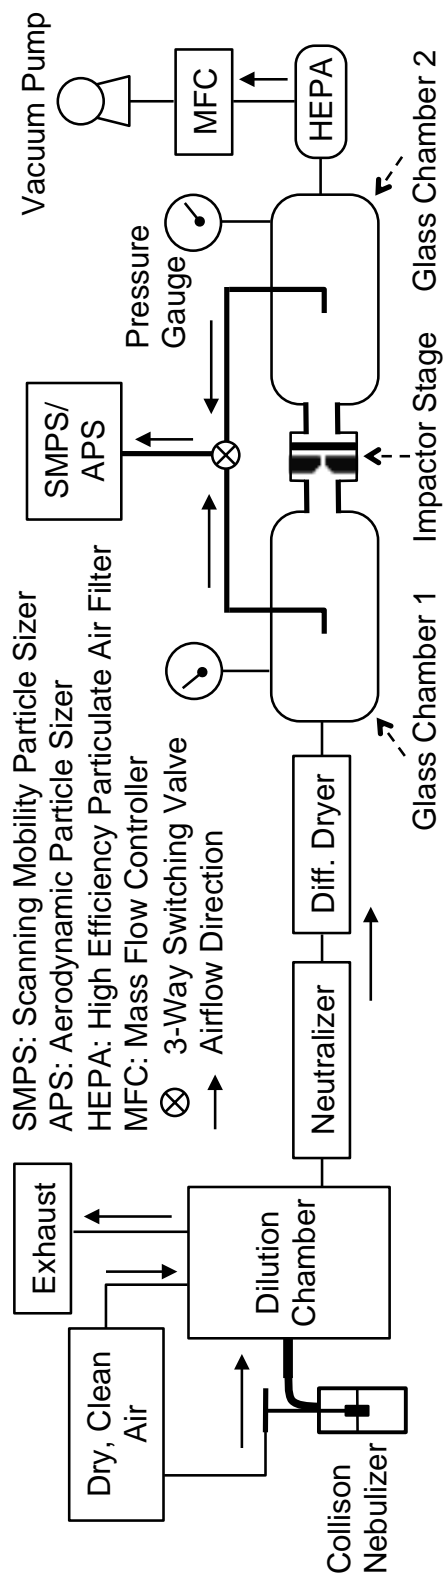 SMPS: Scanning Mobility Particle Sizer
APS: Aerodynamic Particle Sizer
HEPA: High Efficiency Particulate Air Filter
MFC: Mass Flow Controller
3-Way Switching Valve
Airflow Direction
Dry, Clean
Air
Exhaust
Collison
Nebulizer
Dilution
Chamber
Neutralizer
Diff. Dryer
Glass Chamber 1
SMPS/
APS
Impactor Stage
Pressure
Gauge
Glass Chamber 2
HEPA
MFC
Vacuum Pump